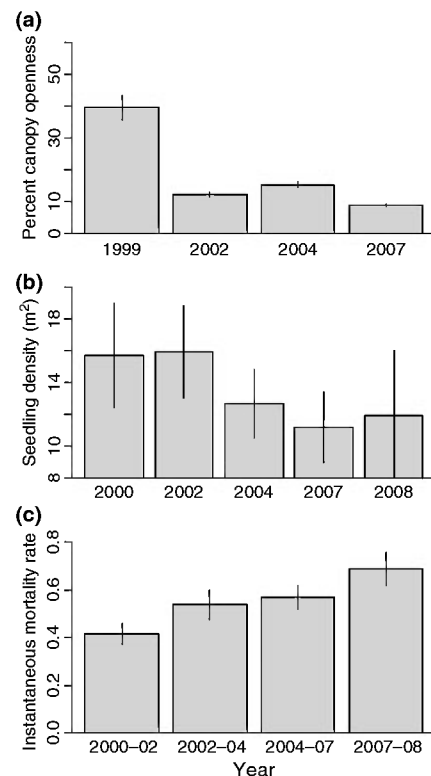 (a)
Percent canopy openness
50
30
10
0
1999 2002 2004 2007
(b)
Seedling density (m²)
18
14
10
8
2000 2002 2004 2007 2008
(c)
Instantaneous mortality rate
0.8
0.6
0.4
0.2
0.0
2000–02 2002–04 2004–07 2007–08
Year